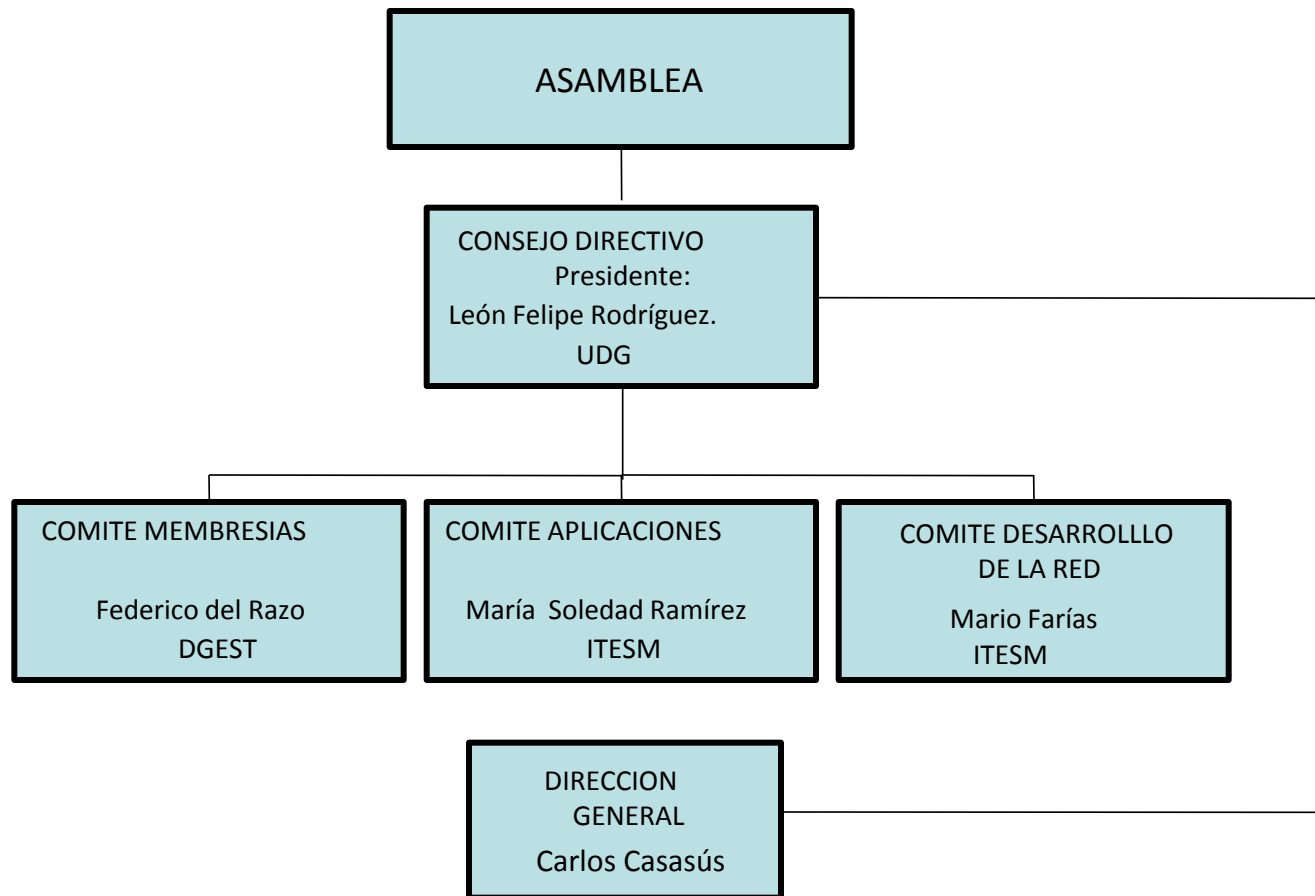 ASAMBLEA
CONSEJO DIRECTIVO
Presidente:
León Felipe Rodríguez.
UDG
COMITE MEMBRESIAS
Federico del Razo
DGEST
COMITE APLICACIONES
María  Soledad Ramírez
ITESM
COMITE DESARROLLLO
DE LA RED
Mario Farías
ITESM
DIRECCION
GENERAL
Carlos Casasús